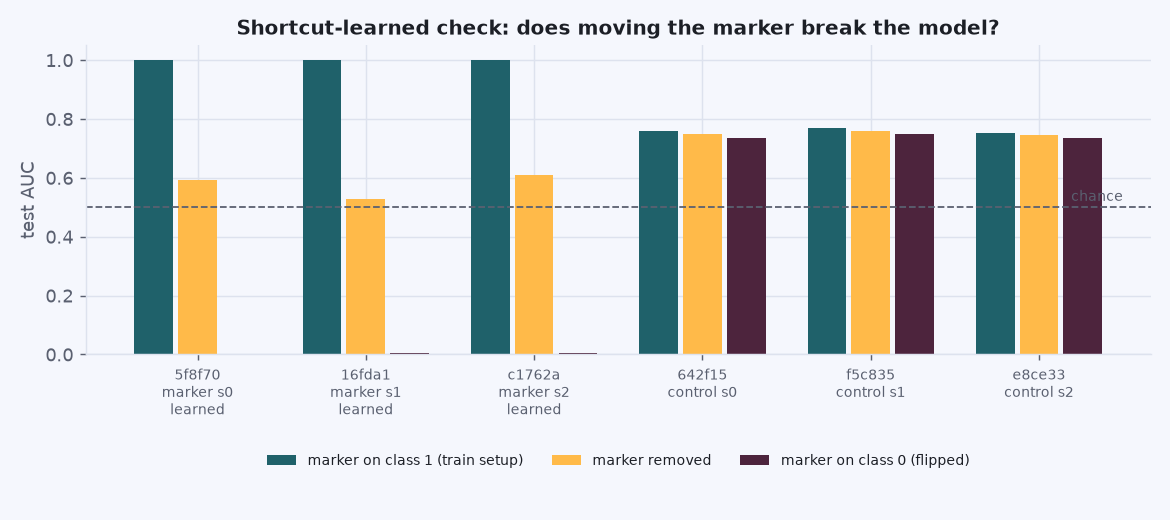 Shortcut-learned check: does moving the marker break the model?
test AUC
1.0
0.8
0.6
0.4
0.2
0.0
chance
5f8f70
marker s0
learned
16fda1
marker s1
learned
c1762a
marker s2
learned
642f15
control s0
f5c835
control s1
e8ce33
control s2
marker on class 1 (train setup)
marker removed
marker on class 0 (flipped)